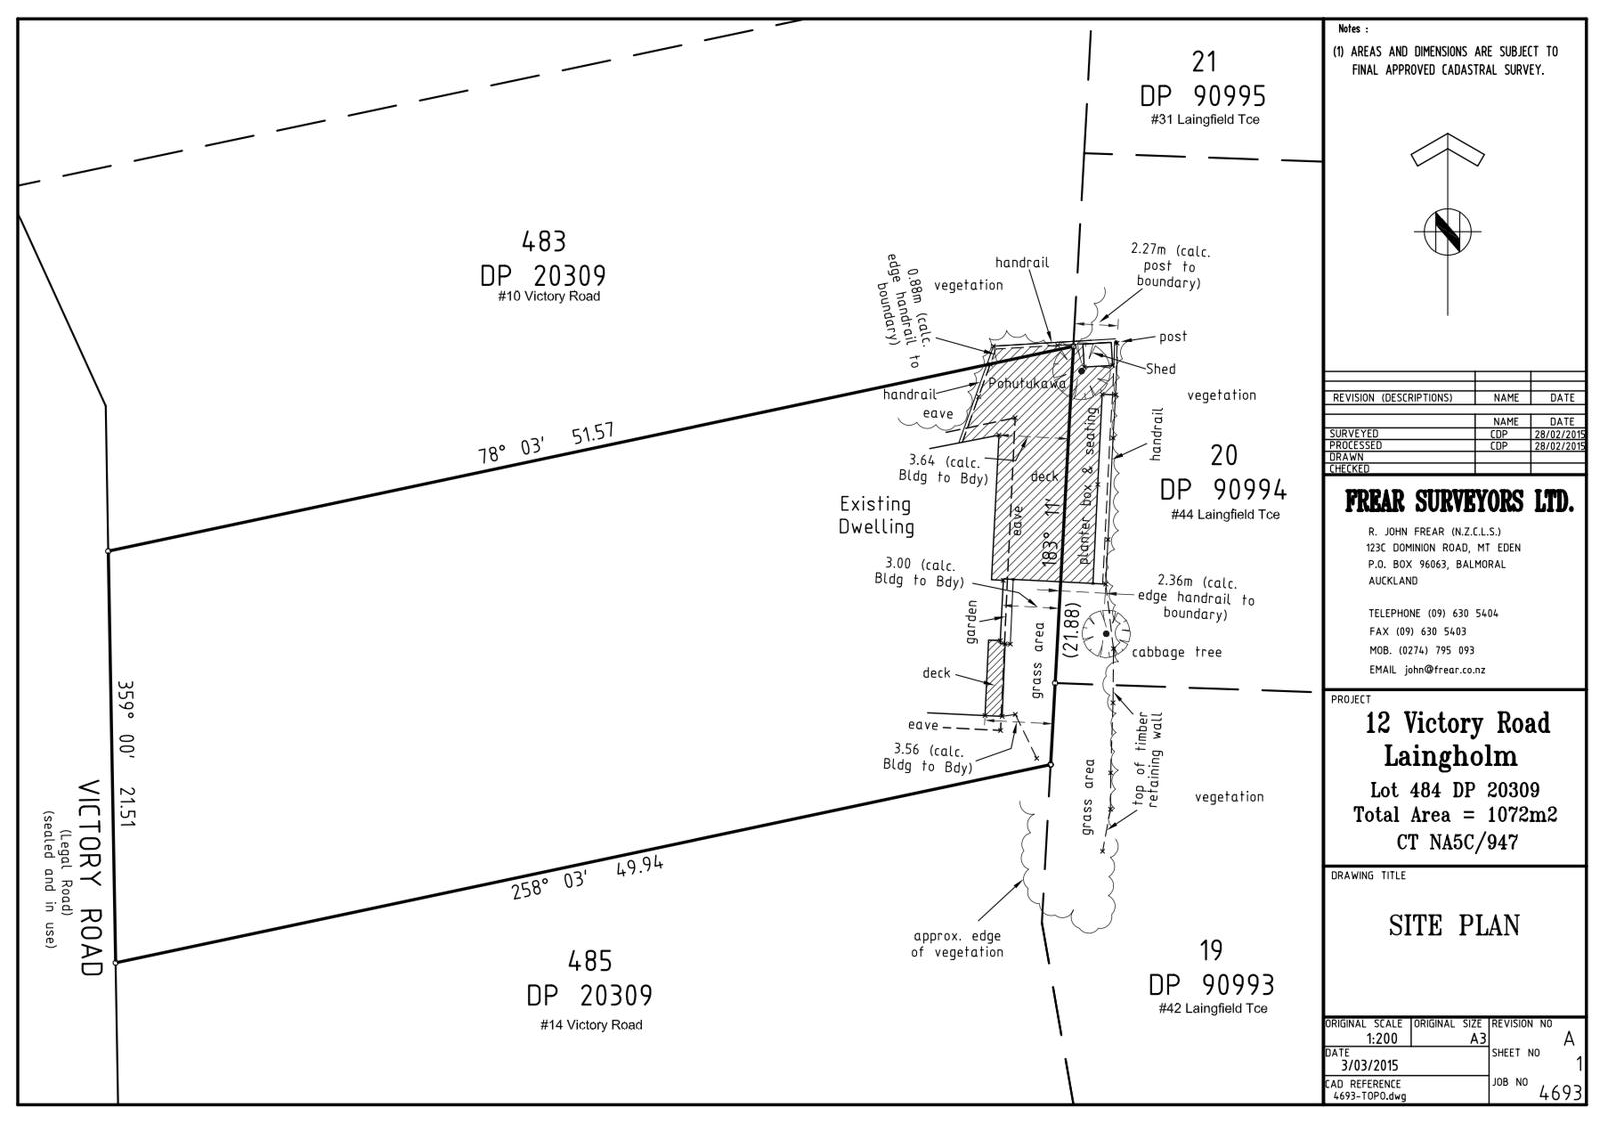 483
DP 20309
#10 Victory Road
21
DP 90995
#31 Laingfield Tce
2.27m (calc.
post to
boundary)
handrail
vegetation
0.88m (calc.
edge handrail to
boundary)
post
Shed
Pohutukawa
handrail
eave
vegetation
handrail
78° 03' 51.57
3.64 (calc.
Bldg to Bdy)
deck
planter box & seating
20
DP 90994
#44 Laingfield Tce
Existing
Dwelling
eave
183° 11'
3.00 (calc.
Bldg to Bdy)
2.36m (calc.
edge handrail to
boundary)
garden
grass area
(21.88)
cabbage tree
deck
eave
3.56 (calc.
Bldg to Bdy)
top of timber
retaining wall
grass area
vegetation
359° 00' 21.51
VICTORY ROAD
(Legal Road)
(sealed and in use)
258° 03' 49.94
approx. edge
of vegetation
485
DP 20309
#14 Victory Road
19
DP 90993
#42 Laingfield Tce
Notes :
(1) AREAS AND DIMENSIONS ARE SUBJECT TO
FINAL APPROVED CADASTRAL SURVEY.
N
REVISION (DESCRIPTIONS) NAME DATE
NAME DATE
SURVEYED CDP 28/02/2015
PROCESSED CDP 28/02/2015
DRAWN
CHECKED
FREAR SURVEYORS LTD.
R. JOHN FREAR (N.Z.C.L.S.)
123C DOMINION ROAD, MT EDEN
P.O. BOX 96063, BALMORAL
AUCKLAND
TELEPHONE (09) 630 5404
FAX (09) 630 5403
MOB. (0274) 795 093
EMAIL john@frear.co.nz
PROJECT
12 Victory Road
Laingholm
Lot 484 DP 20309
Total Area = 1072m2
CT NA5C/947
DRAWING TITLE
SITE PLAN
ORIGINAL SCALE ORIGINAL SIZE REVISION NO
1:200 A3 A
DATE SHEET NO
3/03/2015 1
CAD REFERENCE JOB NO
4693-TOPO.dwg 4693